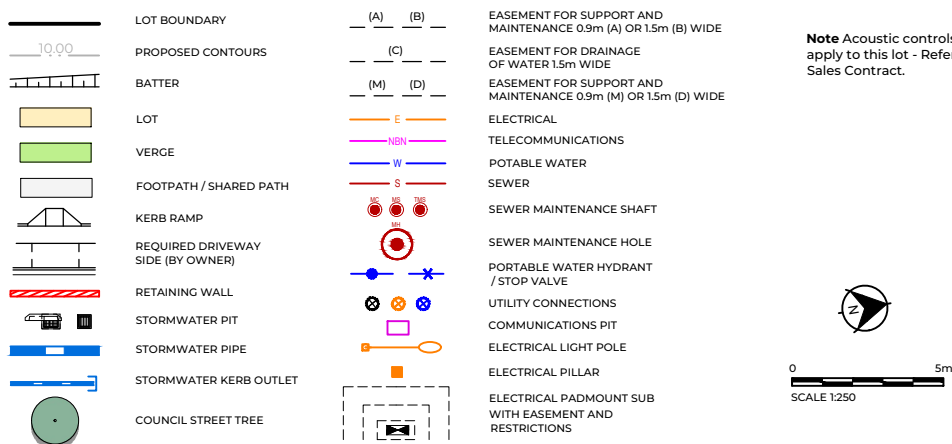 LOT BOUNDARY
10.00
PROPOSED CONTOURS
BATTER
LOT
VERGE
FOOTPATH / SHARED PATH
KERB RAMP
REQUIRED DRIVEWAY
SIDE (BY OWNER)
RETAINING WALL
STORMWATER PIT
STORMWATER PIPE
STORMWATER KERB OUTLET
COUNCIL STREET TREE
(A) (B)
EASEMENT FOR SUPPORT AND
MAINTENANCE 0.9m (A) OR 1.5m (B) WIDE
(C)
EASEMENT FOR DRAINAGE
OF WATER 1.5m WIDE
(M) (D)
EASEMENT FOR SUPPORT AND
MAINTENANCE 0.9m (M) OR 1.5m (D) WIDE
E
ELECTRICAL
NBN
TELECOMMUNICATIONS
W
POTABLE WATER
S
SEWER
MC MS TMS
SEWER MAINTENANCE SHAFT
MH
SEWER MAINTENANCE HOLE
PORTABLE WATER HYDRANT
/ STOP VALVE
UTILITY CONNECTIONS
COMMUNICATIONS PIT
ELECTRICAL LIGHT POLE
ELECTRICAL PILLAR
ELECTRICAL PADMOUNT SUB
WITH EASEMENT AND
RESTRICTIONS
Note Acoustic controls
apply to this lot - Refer
Sales Contract.
N
0 5m
SCALE 1:250